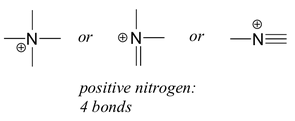 N ⊕ or ⊕ N or ⊕ N
positive nitrogen:
4 bonds